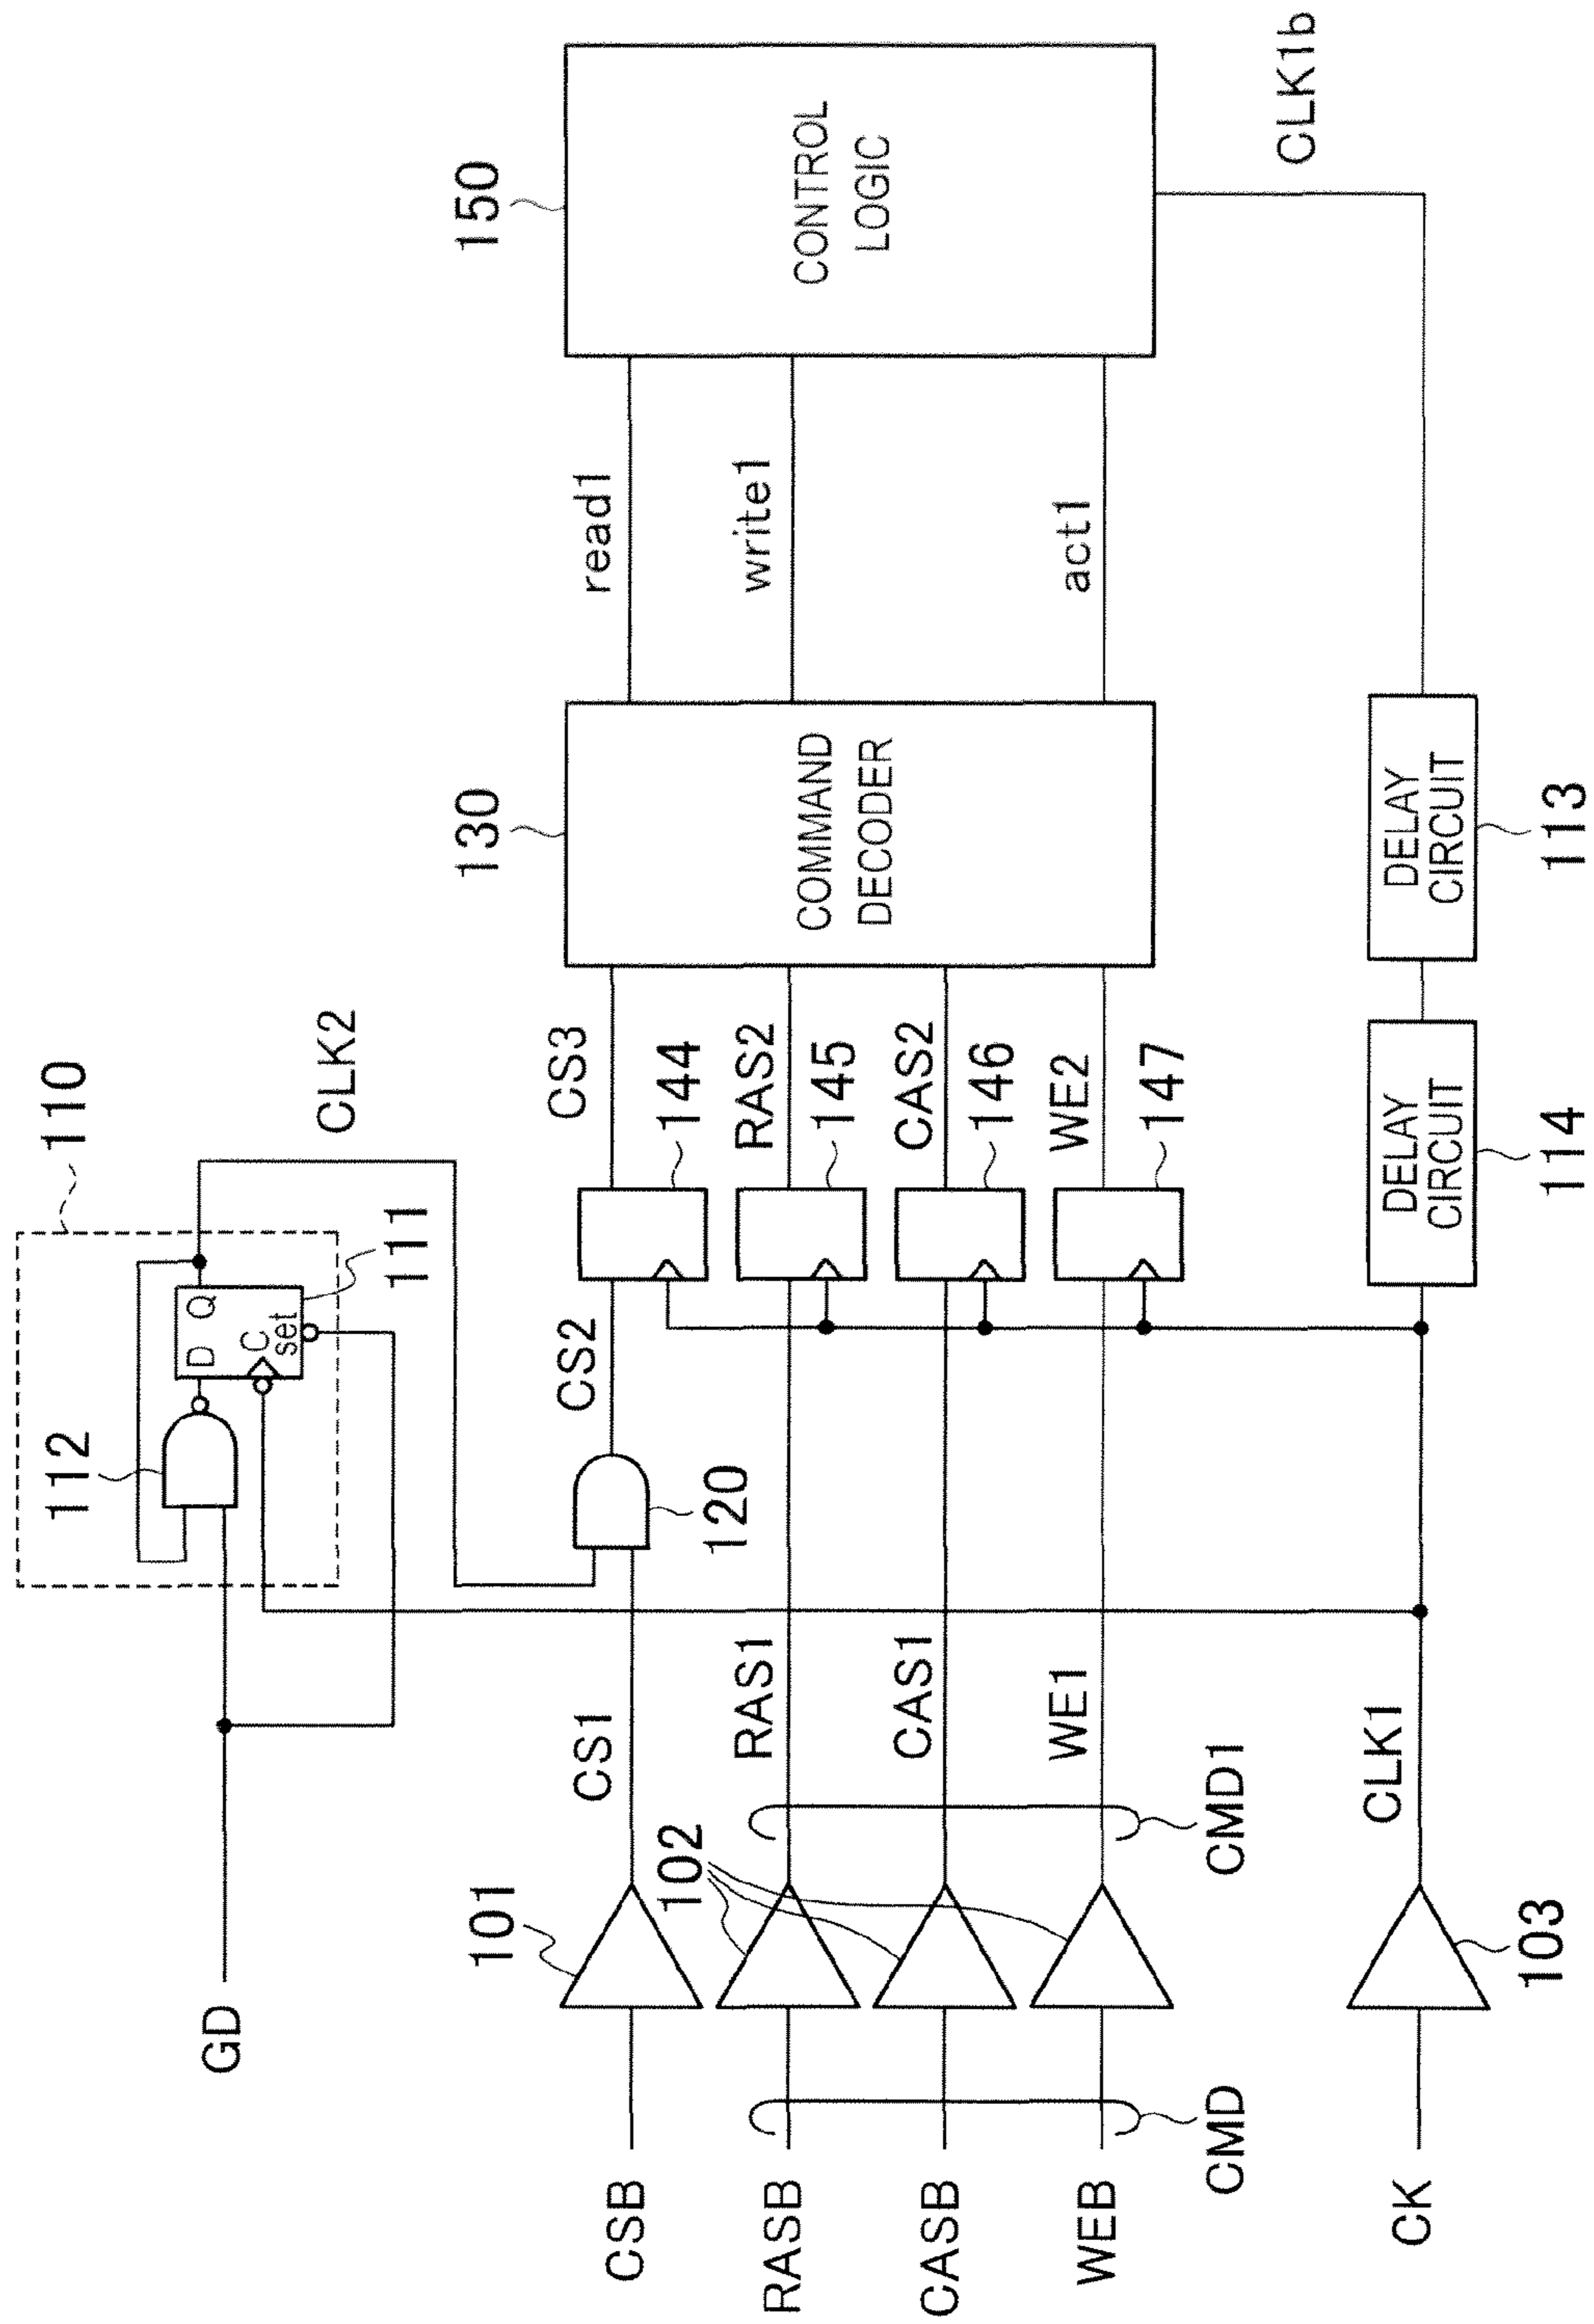 110
112
D
Q
C
set
111
CLK2
GD
CSB
101
CS1
120
CS2
CS3
144
130
COMMAND
DECODER
read1
150
CONTROL
LOGIC
RASB
102
RAS1
RAS2
145
write1
CASB
CAS1
CAS2
146
WEB
WE1
WE2
147
act1
CMD
CMD1
CK
103
CLK1
DELAY
CIRCUIT
114
DELAY
CIRCUIT
113
CLK1b